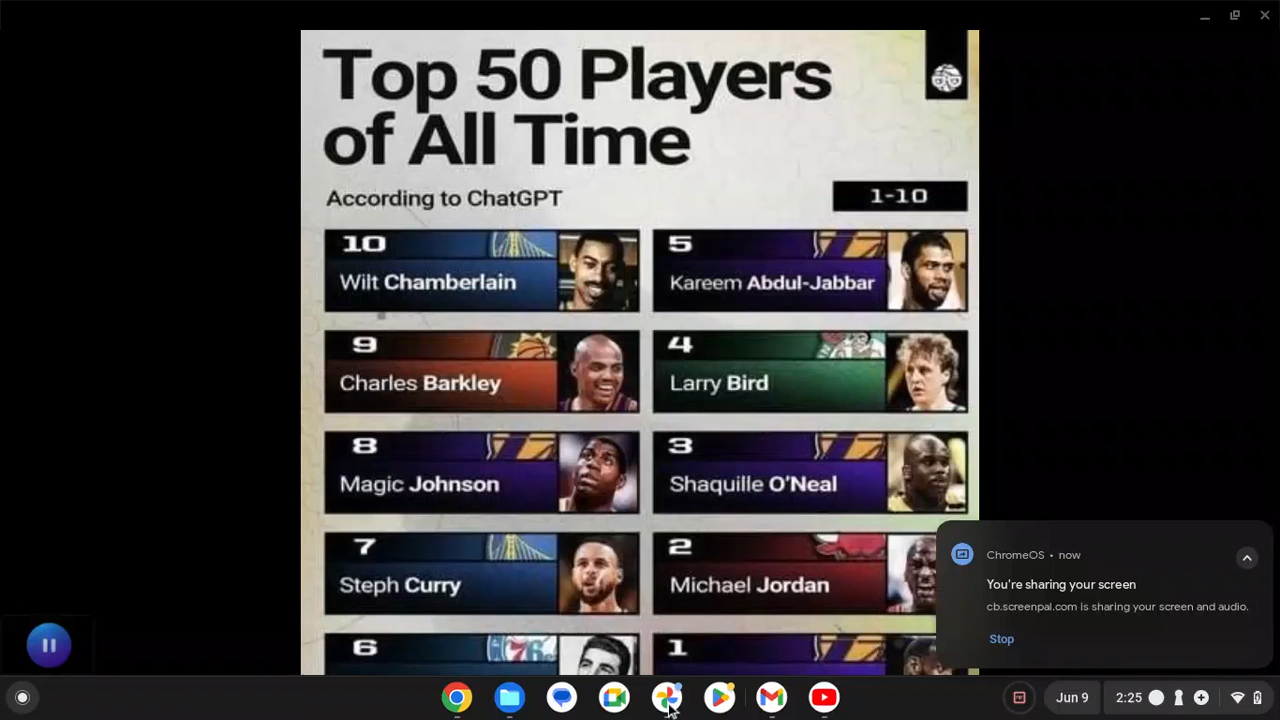 Top 50 Players
of All Time
According to ChatGPT
1-10
10
Wilt Chamberlain
5
Kareem Abdul-Jabbar
9
Charles Barkley
4
Larry Bird
8
Magic Johnson
3
Shaquille O'Neal
7
Steph Curry
2
Michael Jordan
6
1
ChromeOS • now
You're sharing your screen
cb.screenpal.com is sharing your screen and audio.
Stop
Jun 9
2:25